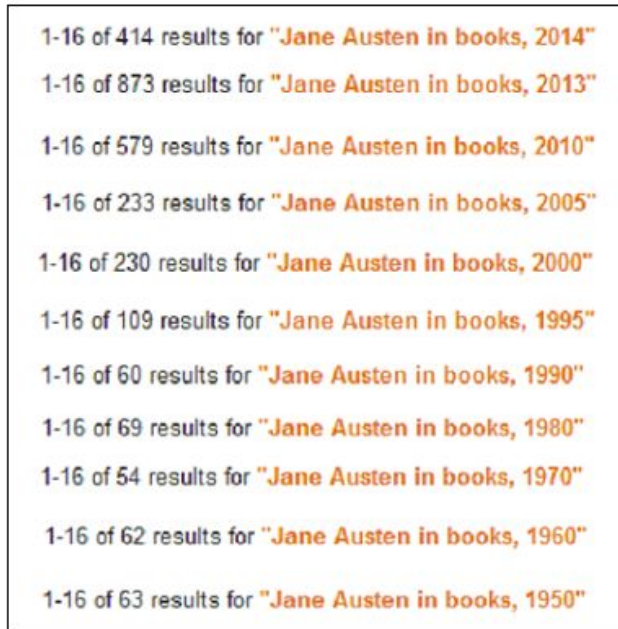 1-16 of 414 results for "Jane Austen in books, 2014"
1-16 of 873 results for "Jane Austen in books, 2013"
1-16 of 579 results for "Jane Austen in books, 2010"
1-16 of 233 results for "Jane Austen in books, 2005"
1-16 of 230 results for "Jane Austen in books, 2000"
1-16 of 109 results for "Jane Austen in books, 1995"
1-16 of 60 results for "Jane Austen in books, 1990"
1-16 of 69 results for "Jane Austen in books, 1980"
1-16 of 54 results for "Jane Austen in books, 1970"
1-16 of 62 results for "Jane Austen in books, 1960"
1-16 of 63 results for "Jane Austen in books, 1950"